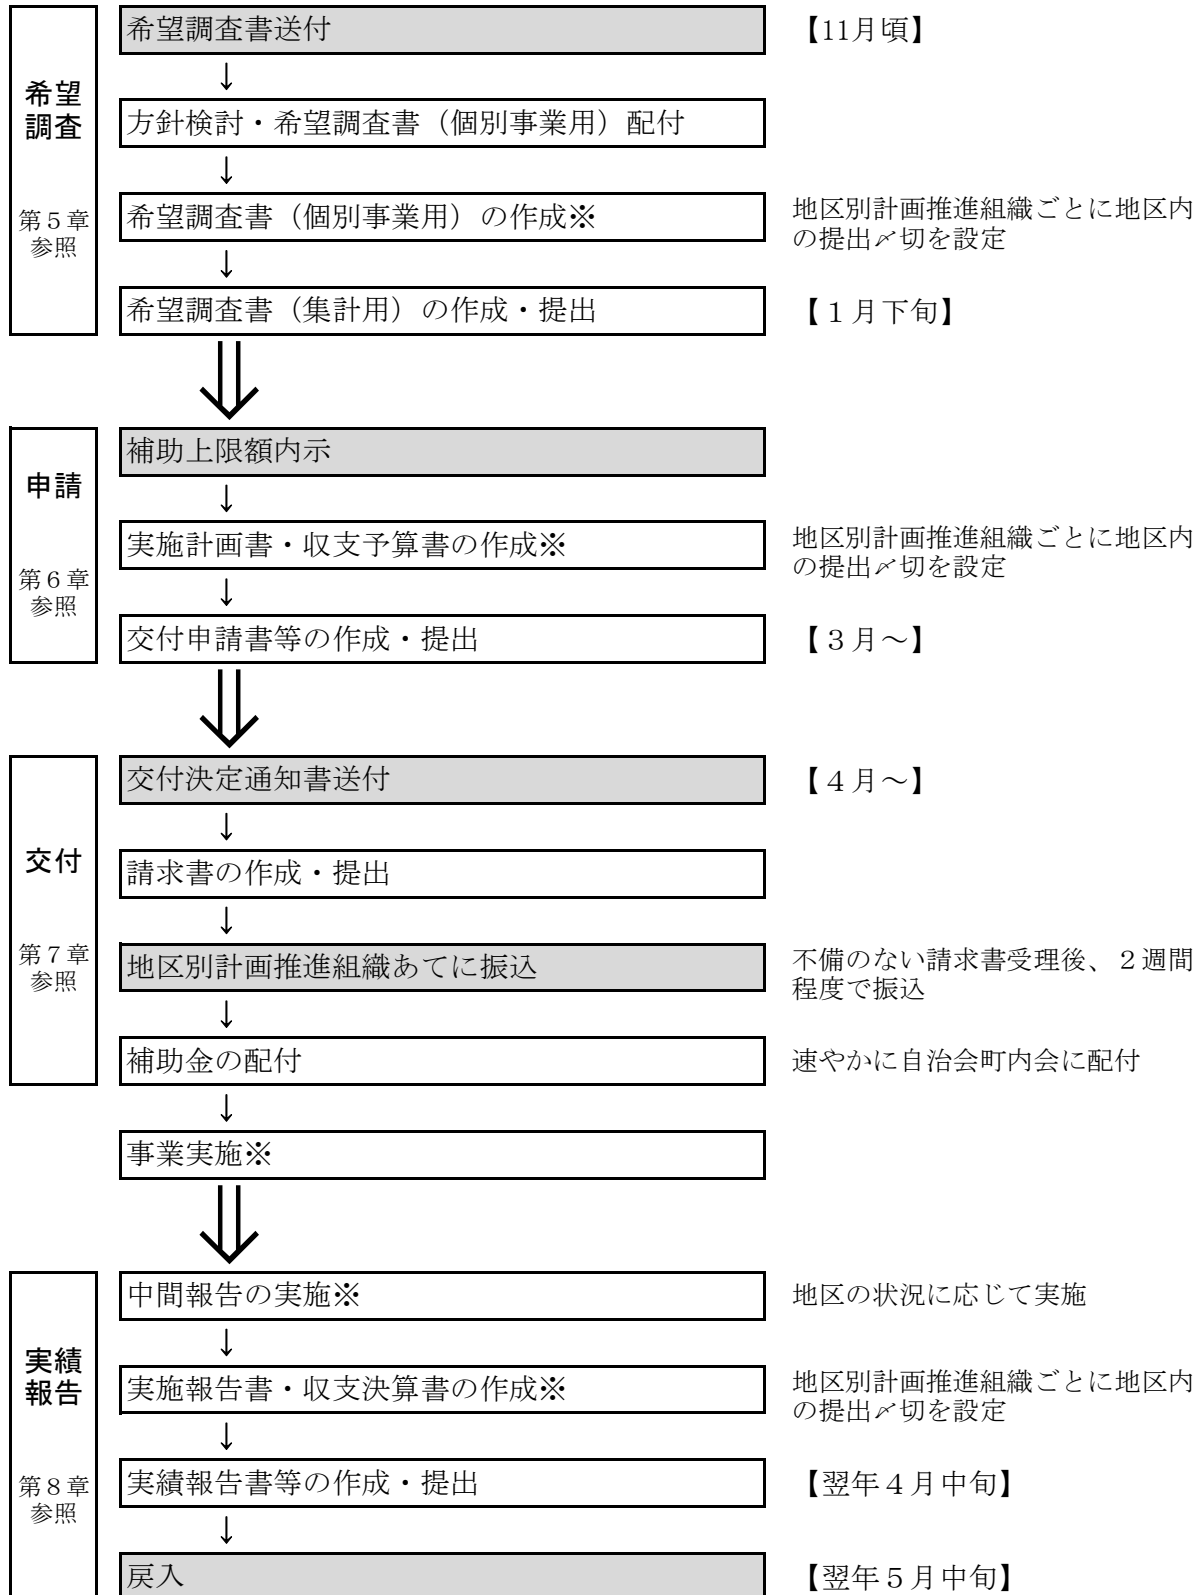 希望
調査
第５章
参照
希望調査書送付
【11月頃】
↓
方針検討・希望調査書（個別事業用）配付
↓
希望調査書（個別事業用）の作成※
地区別計画推進組織ごとに地区内
の提出〆切を設定
↓
希望調査書（集計用）の作成・提出
【１月下旬】
申請
第６章
参照
補助上限額内示
↓
実施計画書・収支予算書の作成※
地区別計画推進組織ごとに地区内
の提出〆切を設定
↓
交付申請書等の作成・提出
【３月～】
交付
第７章
参照
交付決定通知書送付
【４月～】
↓
請求書の作成・提出
↓
地区別計画推進組織あてに振込
不備のない請求書受理後、２週間
程度で振込
↓
補助金の配付
速やかに自治会町内会に配付
↓
事業実施※
実績
報告
第８章
参照
中間報告の実施※
地区の状況に応じて実施
↓
実施報告書・収支決算書の作成※
地区別計画推進組織ごとに地区内
の提出〆切を設定
↓
実績報告書等の作成・提出
【翌年４月中旬】
↓
戻入
【翌年５月中旬】